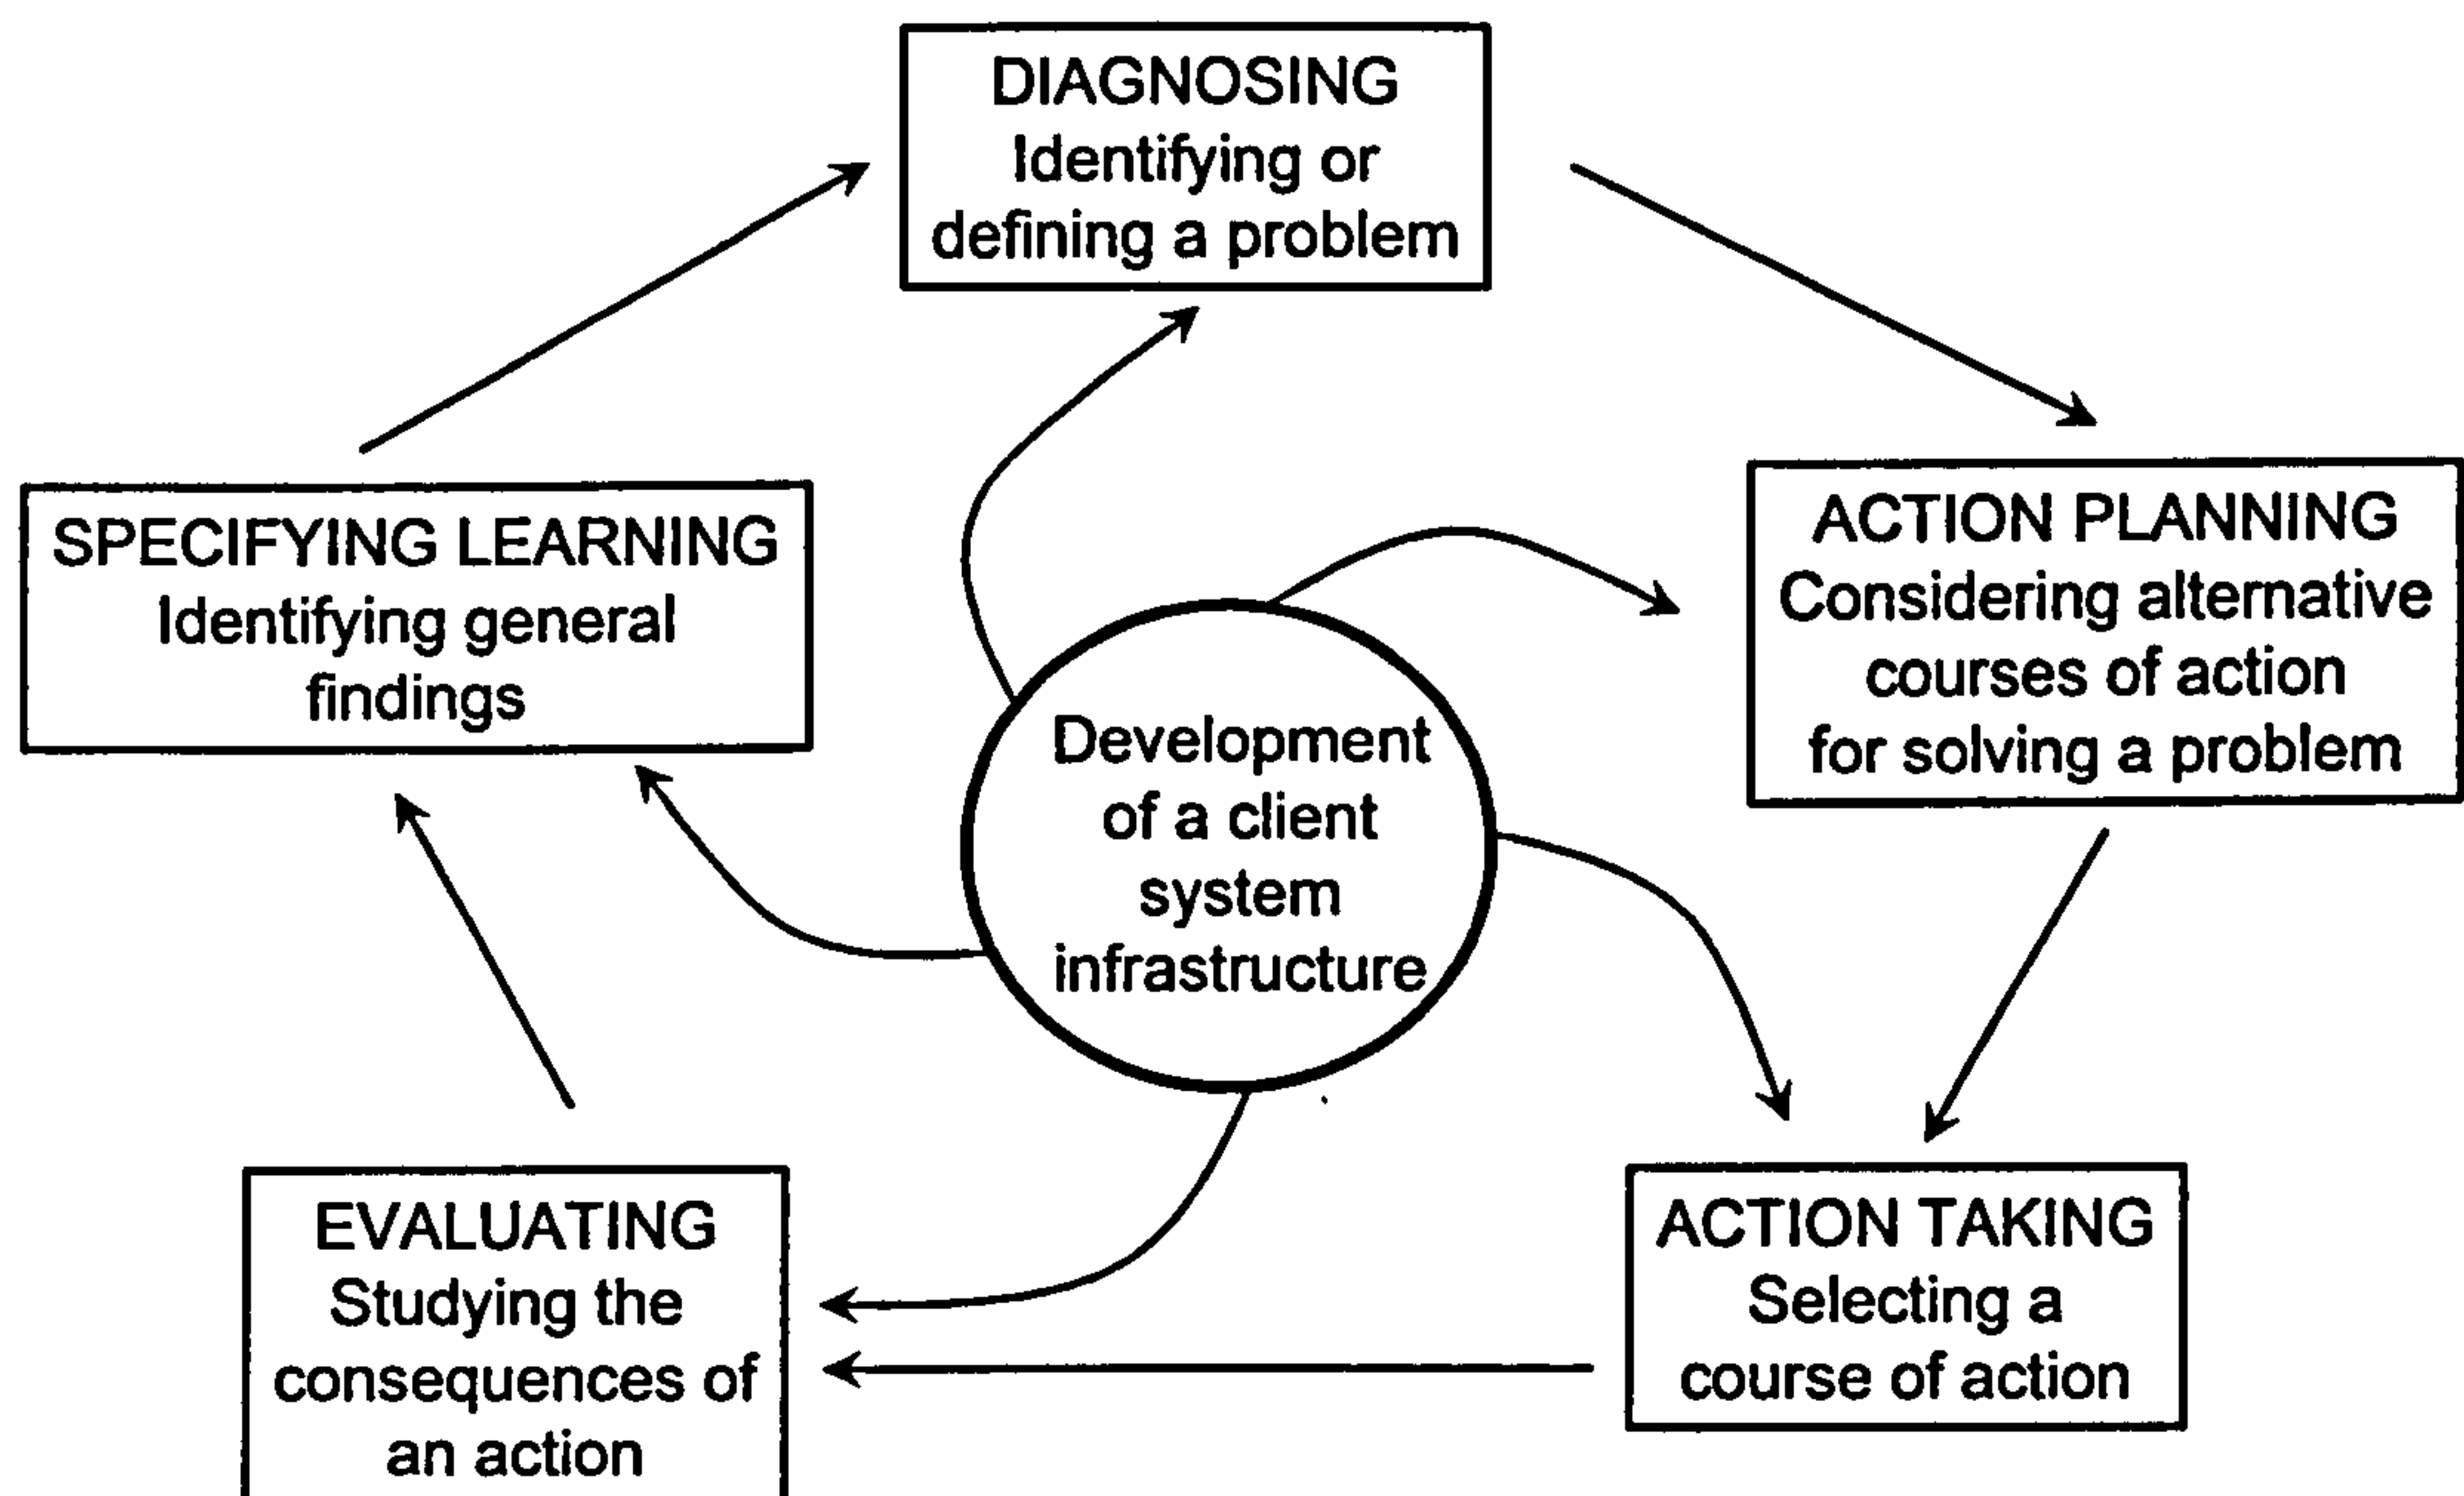 DIAGNOSING
Identifying or
defining a problem
SPECIFYING LEARNING
Identifying general
findings
ACTION PLANNING
Considering alternative
courses of action
for solving a problem
Development
of a client
system
infrastructure
EVALUATING
Studying the
consequences of
an action
ACTION TAKING
Selecting a
course of action